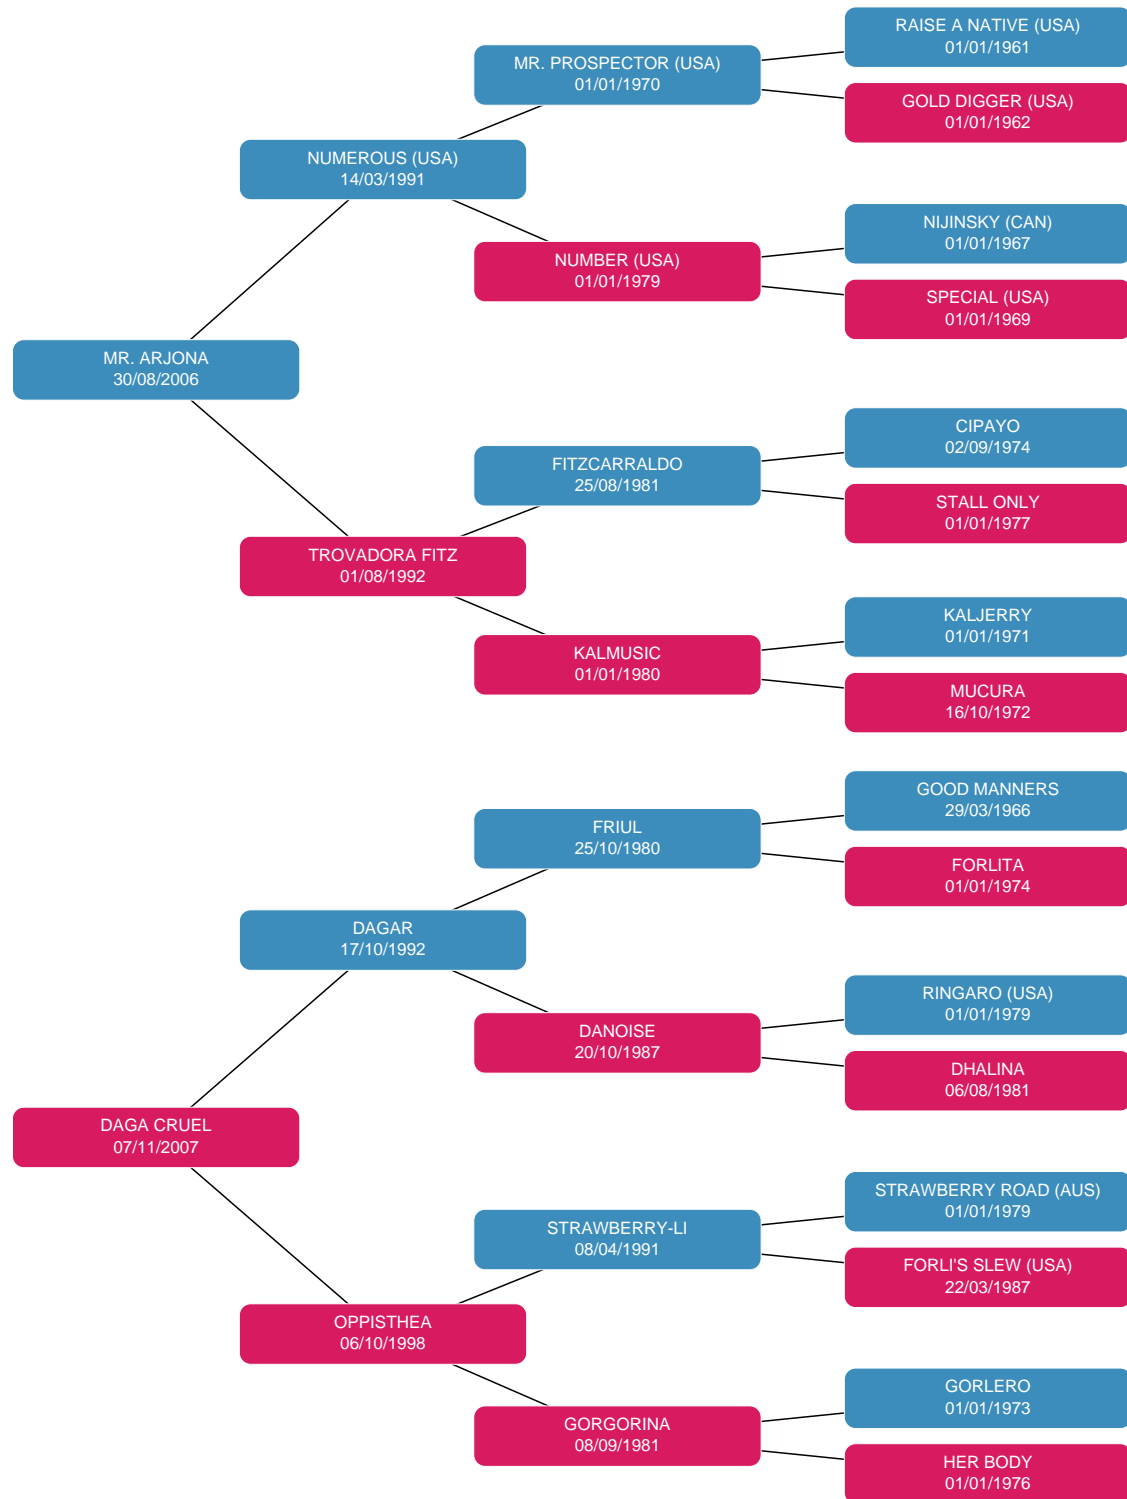 RAISE A NATIVE (USA)
01/01/1961
MR. PROSPECTOR (USA)
01/01/1970
GOLD DIGGER (USA)
01/01/1962
NUMEROUS (USA)
14/03/1991
NIJINSKY (CAN)
01/01/1967
NUMBER (USA)
01/01/1979
SPECIAL (USA)
01/01/1969
MR. ARJONA
30/08/2006
CIPAYO
02/09/1974
FITZCARRALDO
25/08/1981
STALL ONLY
01/01/1977
TROVADORA FITZ
01/08/1992
KALJERRY
01/01/1971
KALMUSIC
01/01/1980
MUCURA
16/10/1972
GOOD MANNERS
29/03/1966
FRIUL
25/10/1980
FORLITA
01/01/1974
DAGAR
17/10/1992
RINGARO (USA)
01/01/1979
DANOISE
20/10/1987
DHALINA
06/08/1981
DAGA CRUEL
07/11/2007
STRAWBERRY ROAD (AUS)
01/01/1979
STRAWBERRY-LI
08/04/1991
FORLI'S SLEW (USA)
22/03/1987
OPPISTHEA
06/10/1998
GORLERO
01/01/1973
GORGORINA
08/09/1981
HER BODY
01/01/1976